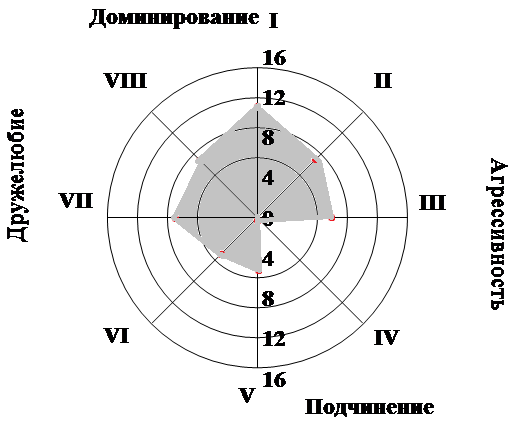 Доминирование I
16
VIII
II
12
Дружелюбие
8
Агрессивность
4
VII
III
0
4
8
VI
IV
12
16
V
Подчинение